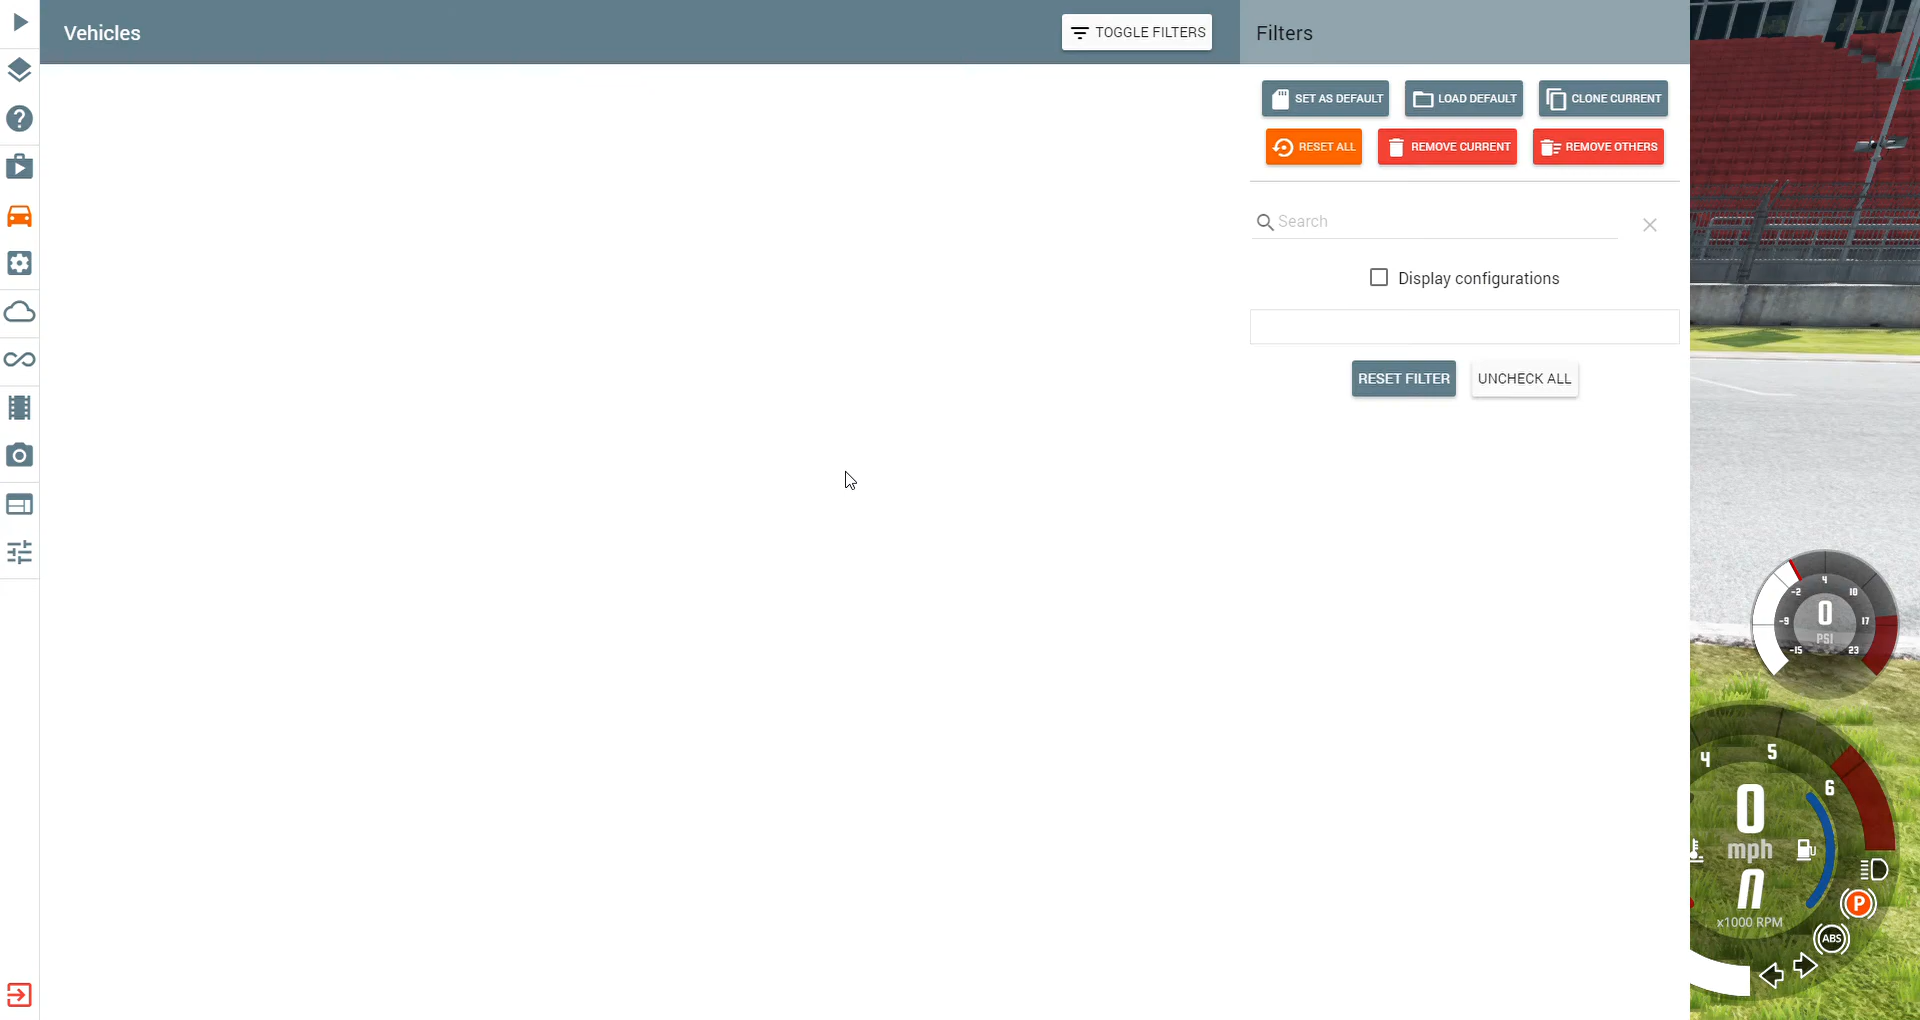 Vehicles
TOGGLE FILTERS
Filters
SET AS DEFAULT
LOAD DEFAULT
CLONE CURRENT
RESET ALL
REMOVE CURRENT
REMOVE OTHERS
Search
Display configurations
RESET FILTER
UNCHECK ALL
4
-2
10
-9
0
17
PSI
-15
23
4
5
6
0
mph
n
x1000 RPM
P
ABS